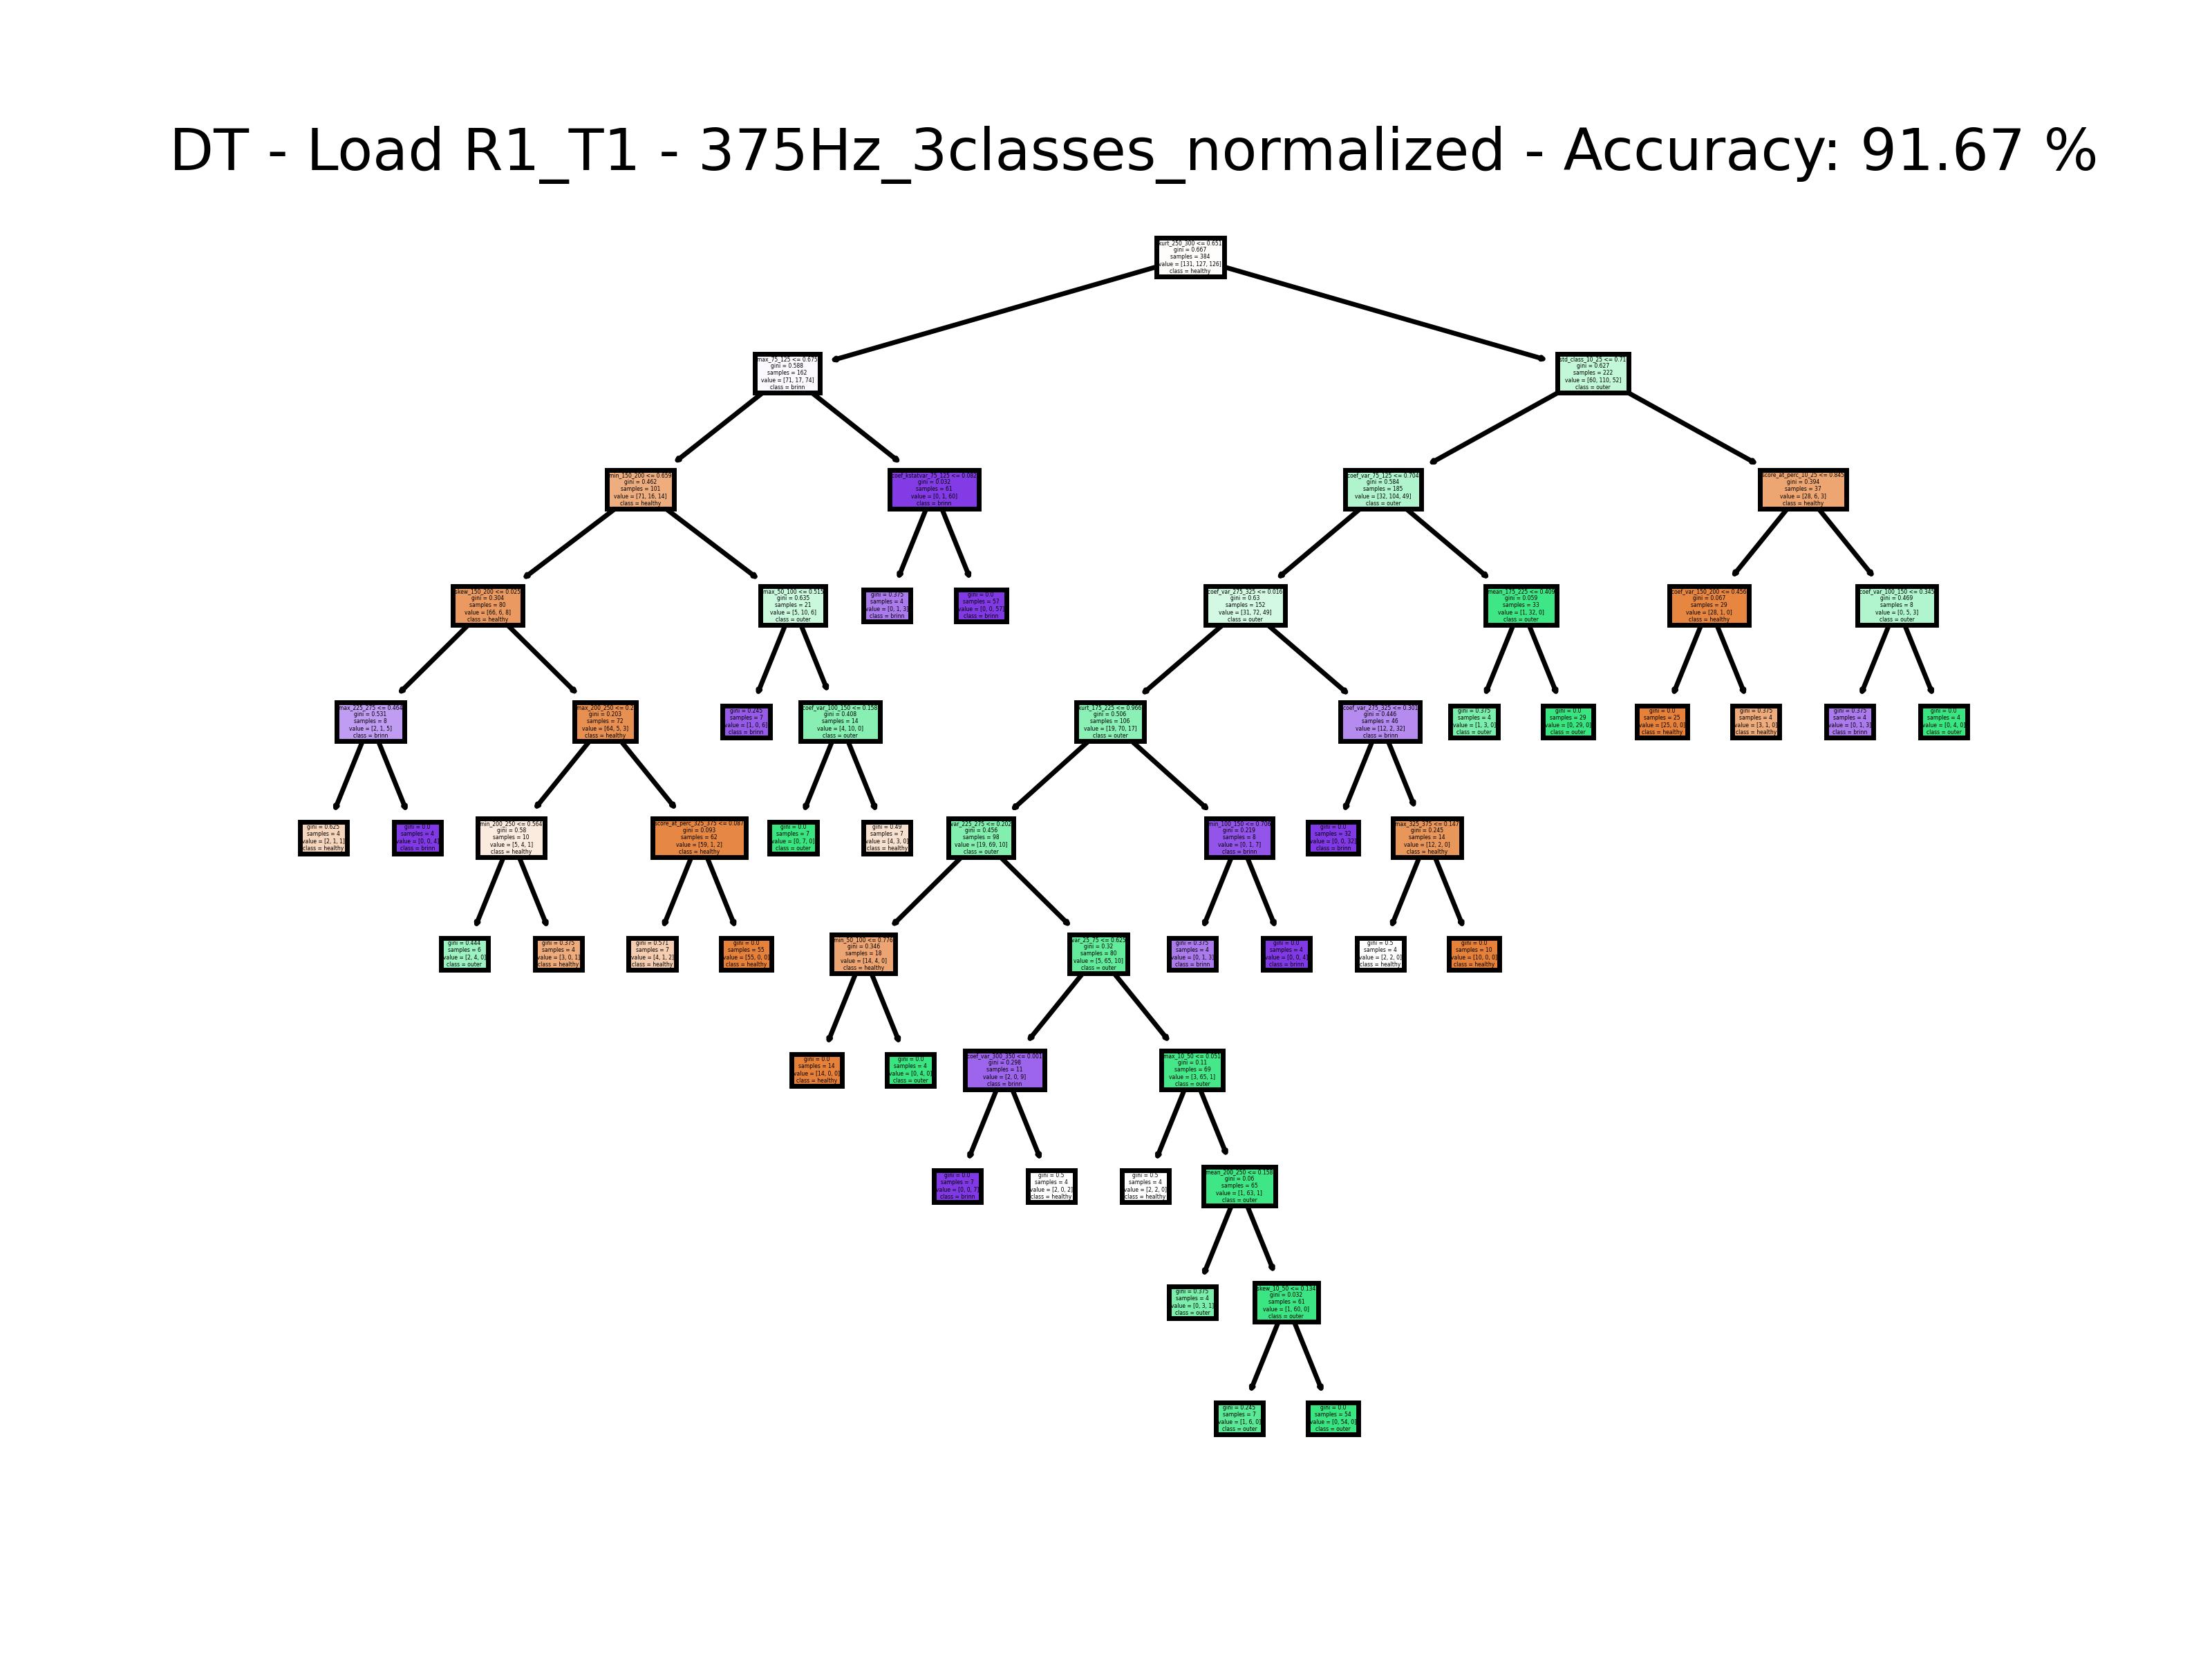 DT - Load R1_T1 - 375Hz_3classes_normalized - Accuracy: 91.67 %
kurt_250_300 <= 0.651
gini = 0.667
samples = 384
value = [131, 127, 126]
class = healthy
max_75_125 <= 0.675
gini = 0.588
samples = 162
value = [71, 17, 74]
class = brinn
std_class_10_25 <= 0.71
gini = 0.627
samples = 222
value = [60, 110, 52]
class = outer
min_150_200 <= 0.659
gini = 0.462
samples = 101
value = [71, 16, 14]
class = healthy
gini = 0.032
samples = 61
value = [0, 1, 60]
class = brinn
coef_var_75_125 <= 0.704
gini = 0.584
samples = 185
value = [32, 104, 49]
class = outer
score_at_perc_10_25 <= 0.845
gini = 0.394
samples = 37
value = [28, 6, 3]
class = healthy
skew_150_200 <= 0.025
gini = 0.304
samples = 80
value = [66, 6, 8]
class = healthy
max_50_100 <= 0.515
gini = 0.635
samples = 21
value = [5, 10, 6]
class = outer
gini = 0.375
samples = 4
value = [0, 1, 3]
class = brinn
gini = 0.0
samples = 57
value = [0, 0, 57]
class = brinn
coef_var_275_325 <= 0.016
gini = 0.63
samples = 152
value = [31, 72, 49]
class = outer
mean_175_225 <= 0.409
gini = 0.059
samples = 33
value = [1, 32, 0]
class = outer
coef_var_150_200 <= 0.456
gini = 0.067
samples = 29
value = [28, 1, 0]
class = healthy
coef_var_100_150 <= 0.345
gini = 0.469
samples = 8
value = [0, 5, 3]
class = outer
max_225_275 <= 0.464
gini = 0.531
samples = 8
value = [2, 1, 5]
class = brinn
max_200_250 <= 0.2
gini = 0.203
samples = 72
value = [64, 5, 3]
class = healthy
gini = 0.245
samples = 7
value = [1, 0, 6]
class = brinn
coef_var_100_150 <= 0.158
gini = 0.408
samples = 14
value = [4, 10, 0]
class = outer
kurt_175_225 <= 0.966
gini = 0.506
samples = 106
value = [19, 70, 17]
class = outer
coef_var_275_325 <= 0.301
gini = 0.446
samples = 46
value = [12, 2, 32]
class = brinn
gini = 0.375
samples = 4
value = [1, 3, 0]
class = outer
gini = 0.0
samples = 29
value = [0, 29, 0]
class = outer
gini = 0.0
samples = 25
value = [25, 0, 0]
class = healthy
gini = 0.375
samples = 4
value = [3, 1, 0]
class = healthy
gini = 0.375
samples = 4
value = [0, 1, 3]
class = brinn
gini = 0.0
samples = 4
value = [0, 4, 0]
class = outer
gini = 0.625
samples = 4
value = [2, 1, 1]
class = healthy
gini = 0.0
samples = 4
value = [0, 0, 4]
class = brinn
min_200_250 <= 0.564
gini = 0.58
samples = 10
value = [5, 4, 1]
class = healthy
score_at_perc_325_375 <= 0.087
gini = 0.093
samples = 62
value = [59, 1, 2]
class = healthy
gini = 0.0
samples = 7
value = [0, 7, 0]
class = outer
gini = 0.49
samples = 7
value = [4, 3, 0]
class = healthy
var_225_275 <= 0.202
gini = 0.456
samples = 98
value = [19, 69, 10]
class = outer
gini = 0.219
samples = 8
value = [0, 1, 7]
class = brinn
gini = 0.0
samples = 32
value = [0, 0, 32]
class = brinn
max_325_375 <= 0.147
gini = 0.245
samples = 14
value = [12, 2, 0]
class = healthy
gini = 0.444
samples = 6
value = [2, 4, 0]
class = outer
gini = 0.375
samples = 4
value = [3, 0, 1]
class = healthy
gini = 0.571
samples = 7
value = [4, 1, 2]
class = healthy
gini = 0.0
samples = 55
value = [55, 0, 0]
class = healthy
min_50_100 <= 0.776
gini = 0.346
samples = 18
value = [14, 4, 0]
class = healthy
var_25_75 <= 0.625
gini = 0.32
samples = 80
value = [5, 65, 10]
class = outer
gini = 0.375
samples = 4
value = [0, 1, 3]
class = brinn
gini = 0.0
samples = 4
value = [0, 0, 4]
class = brinn
gini = 0.5
samples = 4
value = [2, 2, 0]
class = healthy
gini = 0.0
samples = 10
value = [10, 0, 0]
class = healthy
gini = 0.0
samples = 14
value = [14, 0, 0]
class = healthy
gini = 0.0
samples = 4
value = [0, 4, 0]
class = outer
coef_var_300_350 <= 0.001
gini = 0.298
samples = 11
value = [2, 0, 9]
class = brinn
max_10_50 <= 0.051
gini = 0.11
samples = 69
value = [3, 65, 1]
class = outer
gini = 0.0
samples = 7
value = [0, 0, 7]
class = brinn
gini = 0.5
samples = 4
value = [2, 0, 2]
class = healthy
gini = 0.5
samples = 4
value = [2, 2, 0]
class = healthy
mean_200_250 <= 0.158
gini = 0.06
samples = 65
value = [1, 63, 1]
class = outer
gini = 0.375
samples = 4
value = [0, 3, 1]
class = outer
skew_10_50 <= 0.134
gini = 0.032
samples = 61
value = [1, 60, 0]
class = outer
gini = 0.245
samples = 7
value = [1, 6, 0]
class = outer
gini = 0.0
samples = 54
value = [0, 54, 0]
class = outer